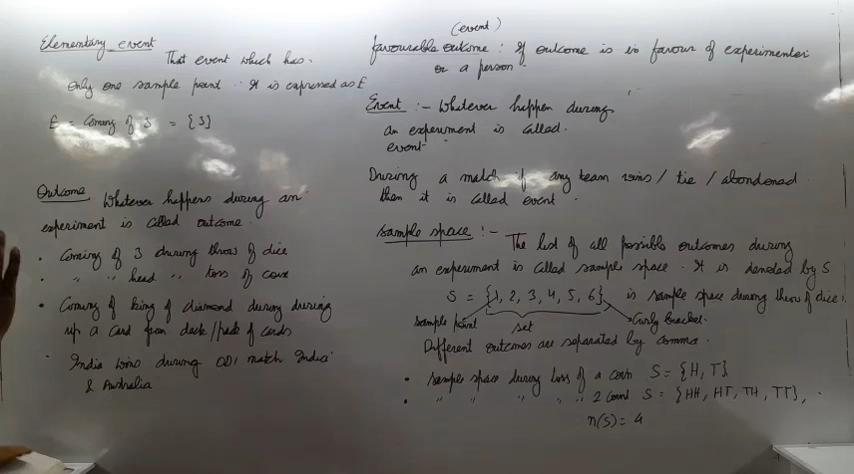 Elementary event
That event which has
only one sample point. It is expressed as E
E = Coming of 3 = {3}
Outcome Whatever happens during an
experiment is called outcome.
• Coming of 3 during throw of dice
• " " head " toss of coin
• Coming of king of diamond during
up a card from deck/pack of cards
• India wins during ODI match India
& Australia
(event)
favourable outcome : If outcome is in favour of experimenter
or a person.
Event :- Whatever happen during
an experiment is called.
event
During a match if any team wins / tie / abandoned
then it is called event.
Sample space :- The list of all possible outcomes during
an experiment is called sample space. It is denoted by S
S = {1, 2, 3, 4, 5, 6} is sample space during throw of dice.
sample point set Curly bracket.
Different outcomes are separated by comma.
• Sample space during toss of a coin S = {H, T}
• " " " " 2 coins S = {HH, HT, TH, TT},
n(S) = 4